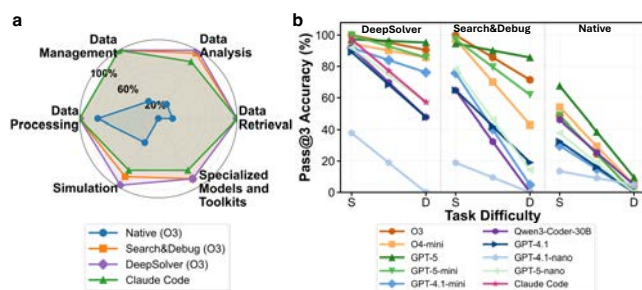 a
Data
Management
Data
Analysis
100%
60%
20%
Data
Processing
Data
Retrieval
Simulation
Specialized
Models and
Toolkits
Native (O3)
Search&Debug (O3)
DeepSolver (O3)
Claude Code
b
DeepSolver
Search&Debug
Native
Pass@3 Accuracy (%)
100
80
60
40
20
0
S
D
S
D
S
D
Task Difficulty
O3
O4-mini
GPT-5
GPT-5-mini
GPT-4.1-mini
Qwen3-Coder-30B
GPT-4.1
GPT-4.1-nano
GPT-5-nano
Claude Code